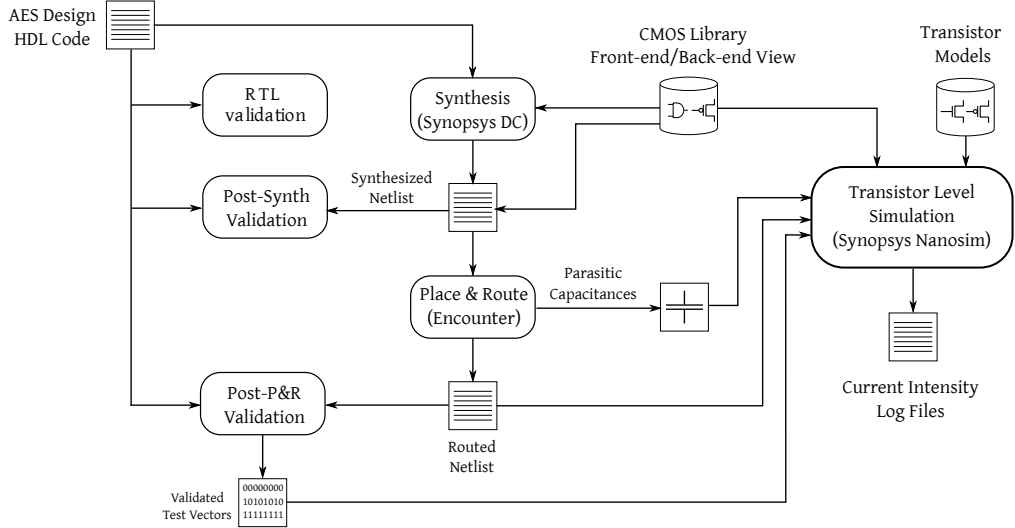 AES Design
HDL Code
CMOS Library
Front-end/Back-end View
Transistor
Models
RTL
validation
Synthesis
(Synopsys DC)
Post-Synth
Validation
Synthesized
Netlist
Transistor Level
Simulation
(Synopsys Nanosim)
Place & Route
(Encounter)
Parasitic
Capacitances
Current Intensity
Log Files
Post-P&R
Validation
Routed
Netlist
Validated
Test Vectors
00000000
10101010
11111111